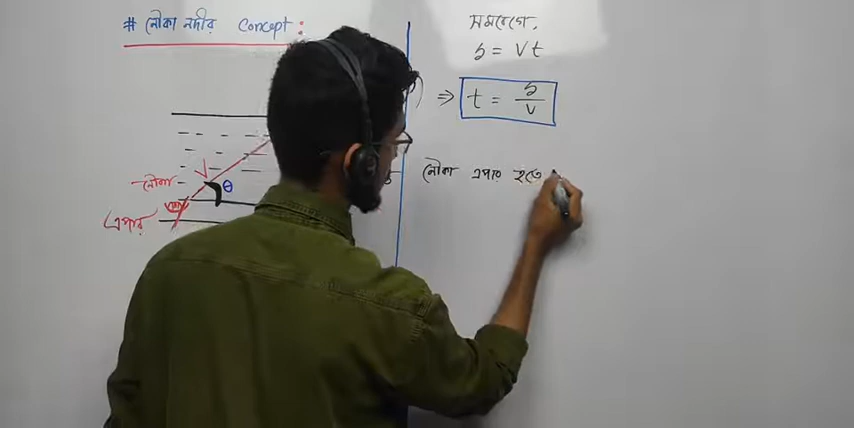 # নৌকা নদীর Concept :
সমবেগে,
s = vt
⇒ t = s/v
নৌকা এপার হতে
v
নৌকা
θ
এপার